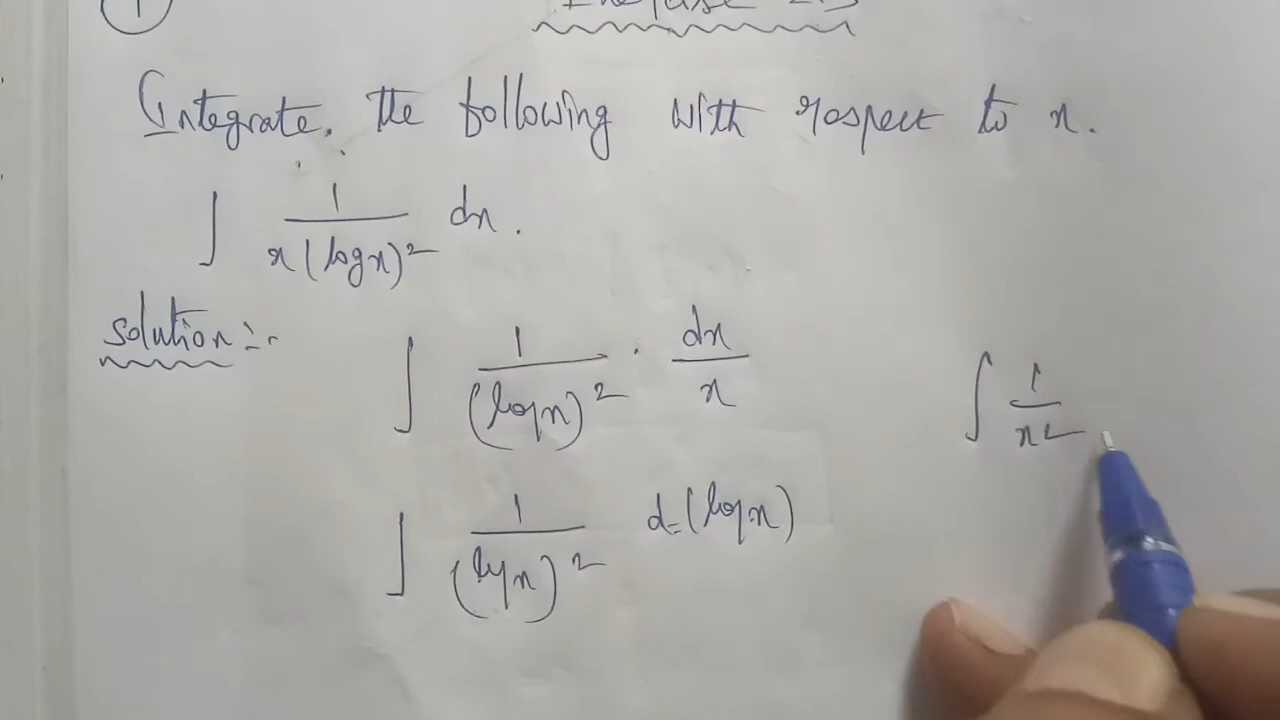 1
Integrate, the following with respect to x.
∫ 1/x(log x)² dx.
solution :-
∫ 1/(log x)² · dx/x
∫ 1/x²
∫ 1/(log x)² d(log x)